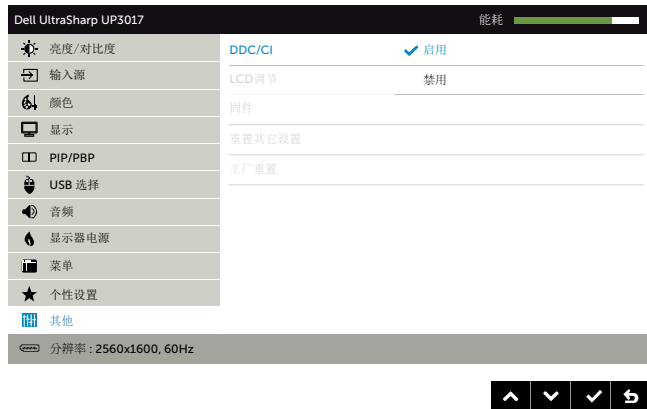 Dell UltraSharp UP3017
能耗
亮度/对比度
输入源
颜色
显示
PIP/PBP
USB 选择
音频
显示器电源
菜单
个性设置
其他
DDC/CI
启用
LCD调节
禁用
固件
重置其它设置
工厂重置
分辨率 : 2560x1600, 60Hz